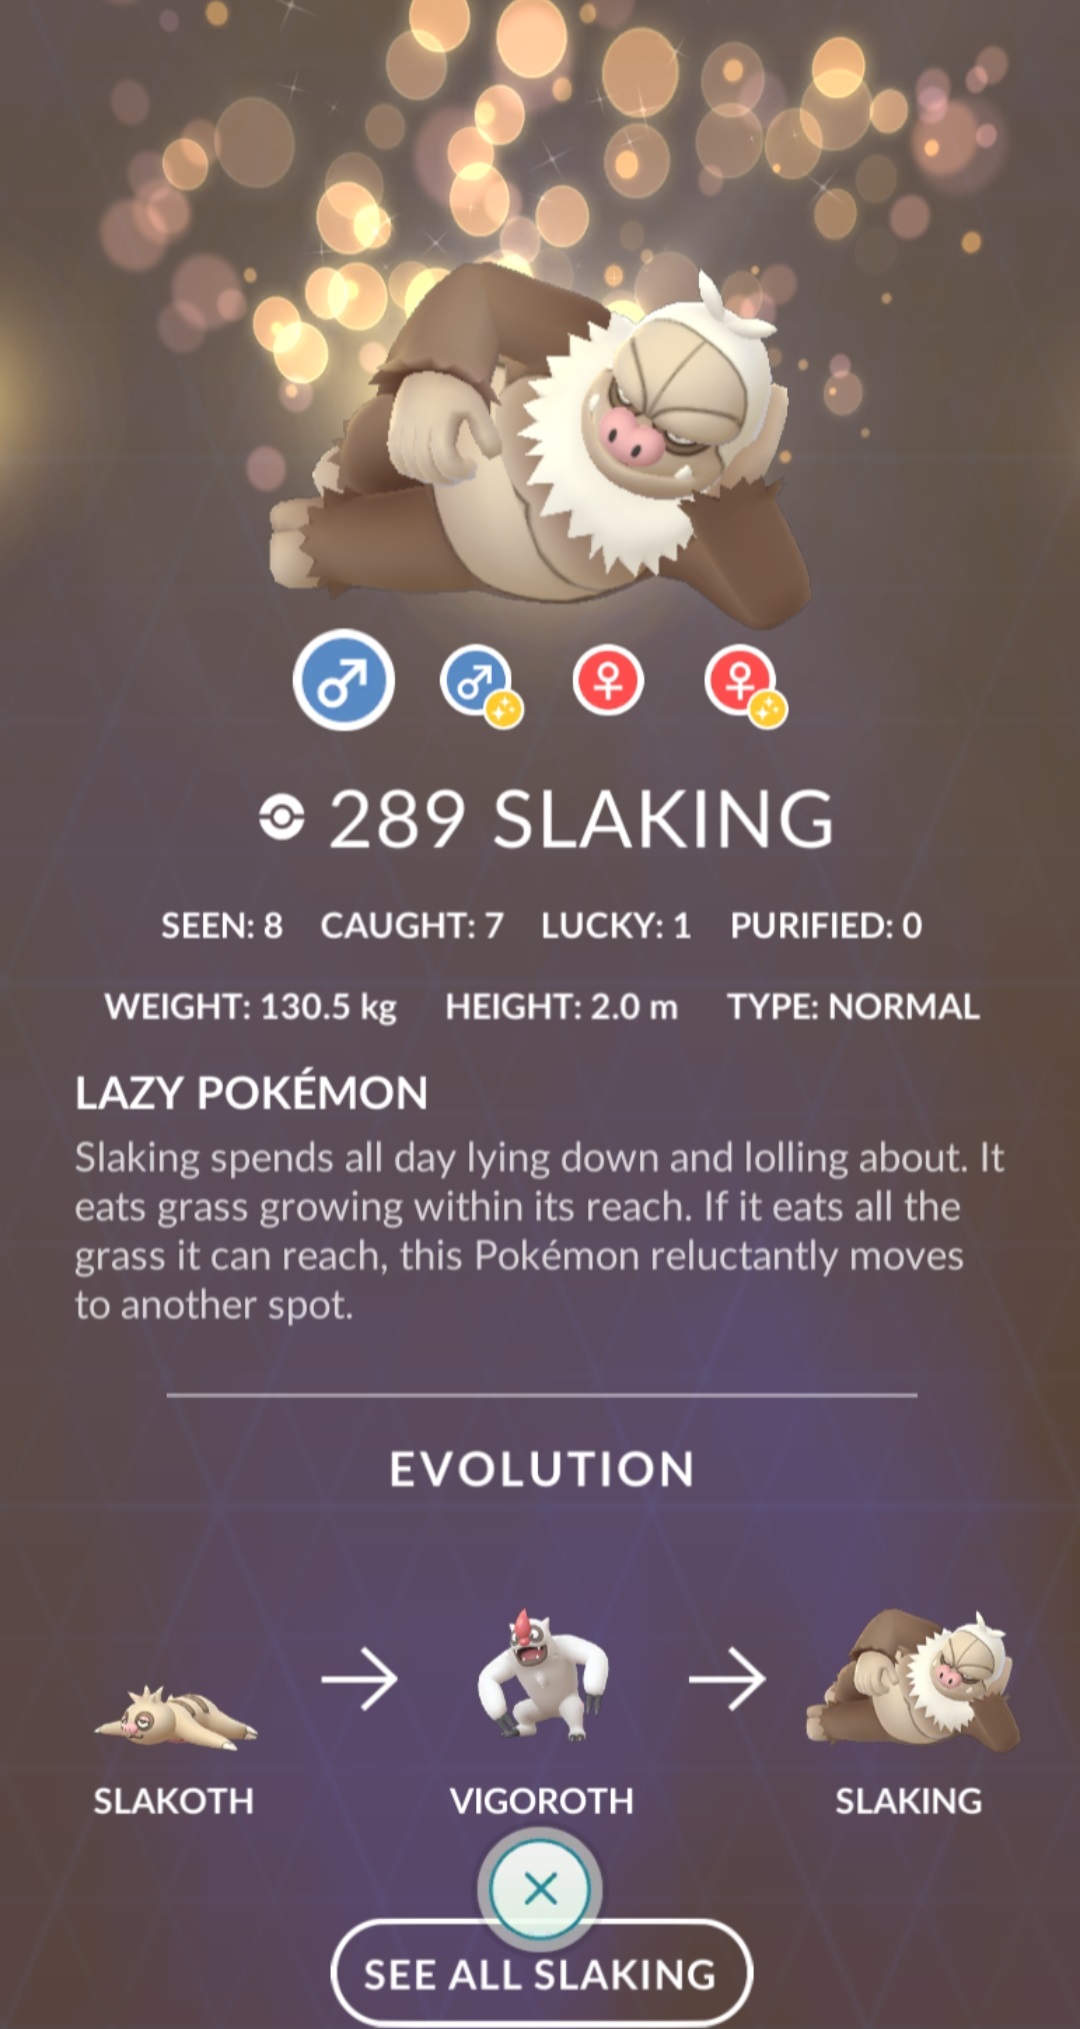 289 SLAKING
SEEN: 8 CAUGHT: 7 LUCKY: 1 PURIFIED: 0
WEIGHT: 130.5 kg HEIGHT: 2.0 m TYPE: NORMAL
LAZY POKÉMON
Slaking spends all day lying down and lolling about. It
eats grass growing within its reach. If it eats all the
grass it can reach, this Pokémon reluctantly moves
to another spot.
EVOLUTION
SLAKOTH VIGOROTH SLAKING
SEE ALL SLAKING